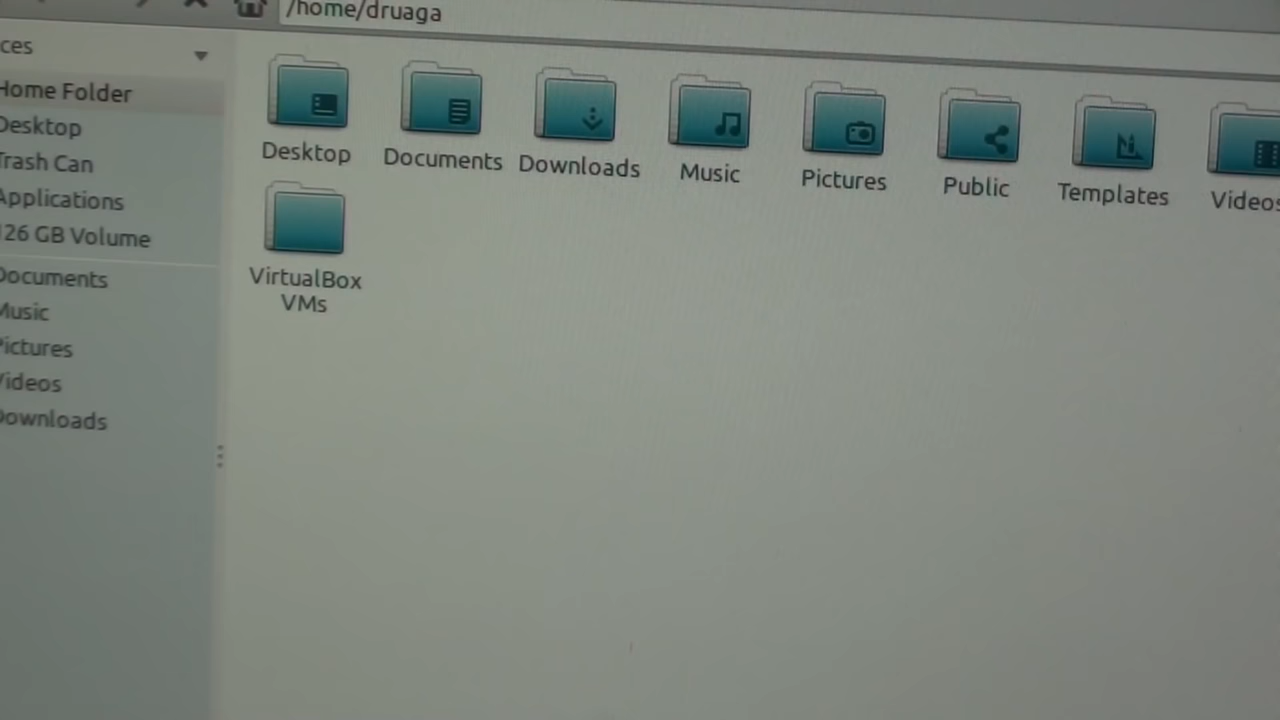 /home/druaga
ces
Home Folder
Desktop
Trash Can
Applications
126 GB Volume
Documents
Music
Pictures
Videos
Downloads
Desktop
Documents
Downloads
Music
Pictures
Public
Templates
Videos
VirtualBox
VMs